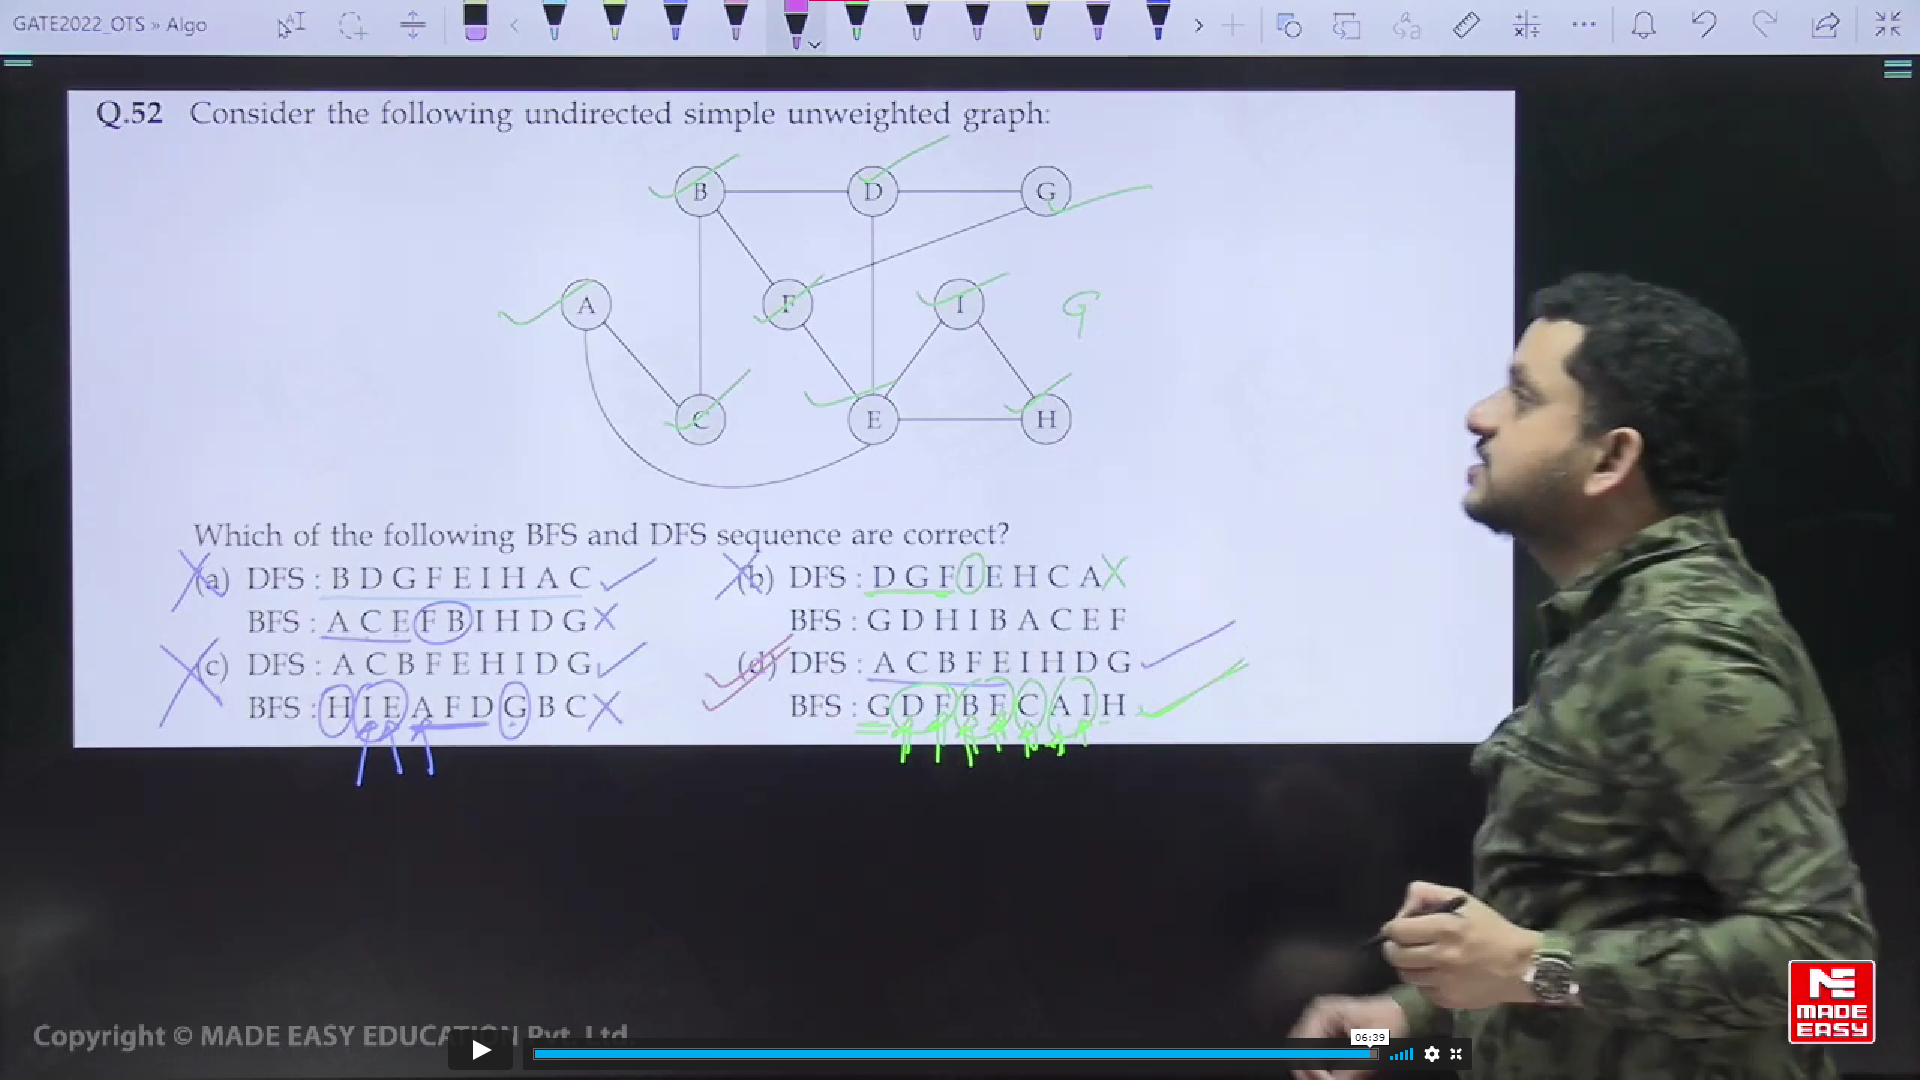 GATE2022_OTS » Algo
Q.52 Consider the following undirected simple unweighted graph:
B D G
A F I G
C E H
Which of the following BFS and DFS sequence are correct?
(a) DFS : B D G F E I H A C
BFS : A C E F B I H D G
(b) DFS : D G F I E H C A
BFS : G D H I B A C E F
(c) DFS : A C B F E H I D G
BFS : H I E A F D G B C
(d) DFS : A C B F E I H D G
BFS : G D F B E C A I H
Copyright © MADE EASY EDUCATION Pvt. Ltd.
06:39
ME
MADE
EASY